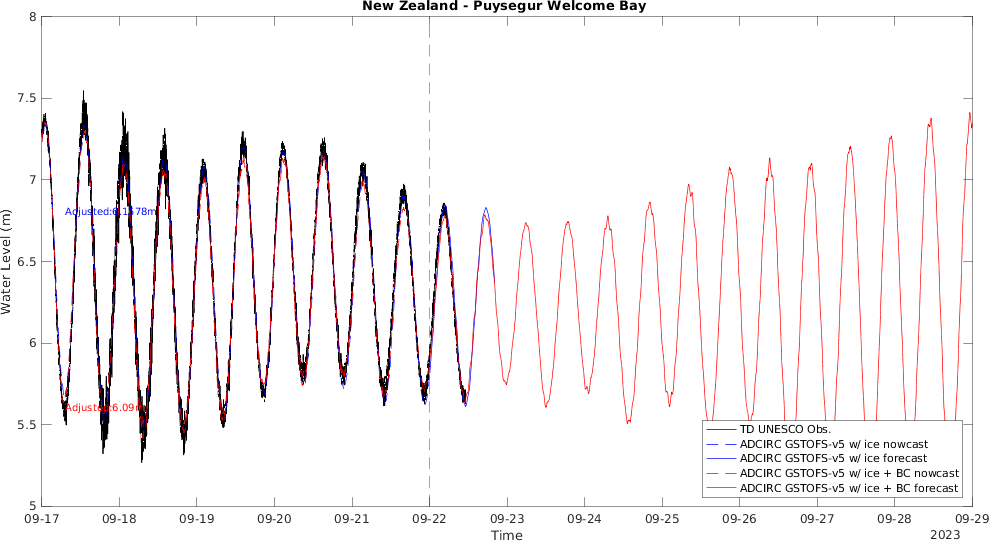 New Zealand - Puysegur Welcome Bay
8
7.5
7
6.5
6
5.5
5
Water Level (m)
Adjusted:6.1378m
Adjusted:6.09m
TD UNESCO Obs.
ADCIRC GSTOFS-v5 w/ ice nowcast
ADCIRC GSTOFS-v5 w/ ice forecast
ADCIRC GSTOFS-v5 w/ ice + BC nowcast
ADCIRC GSTOFS-v5 w/ ice + BC forecast
09-17 09-18 09-19 09-20 09-21 09-22 09-23 09-24 09-25 09-26 09-27 09-28 09-29
Time
2023